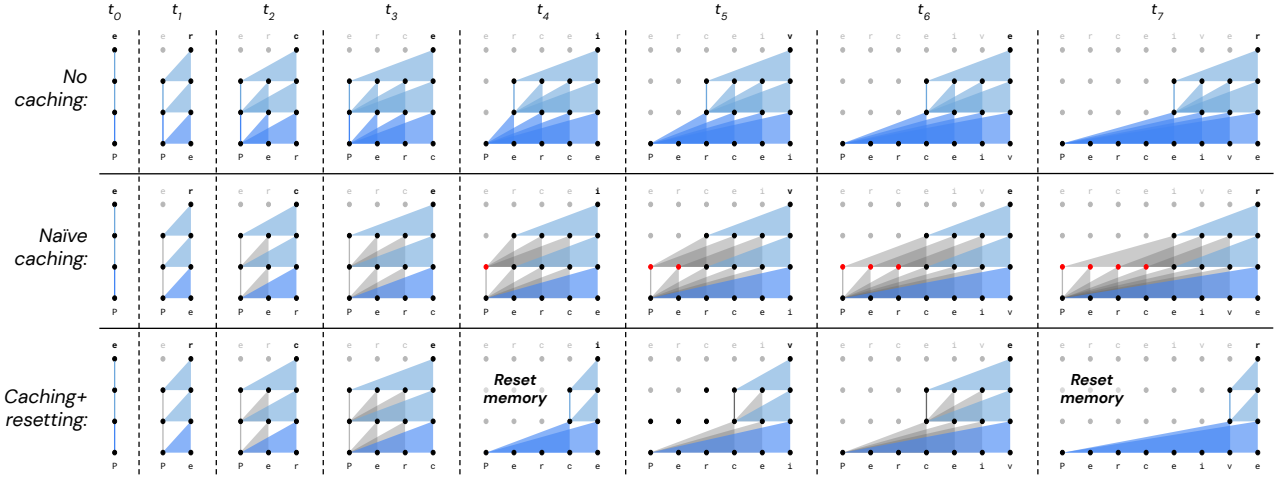 t0 t1 t2 t3 t4 t5 t6 t7
e e r e r c e r c e e r c e i e r c e i v e r c e i v e e r c e i v e r
No
caching:
P P e P e r P e r c P e r c e P e r c e i P e r c e i v P e r c e i v e
e e r e r c e r c e e r c e i e r c e i v e r c e i v e e r c e i v e r
Naïve
caching:
P P e P e r P e r c P e r c e P e r c e i P e r c e i v P e r c e i v e
e e r e r c e r c e e r c e i e r c e i v e r c e i v e e r c e i v e r
Reset Reset
memory memory
Caching+
resetting:
P P e P e r P e r c P e r c e P e r c e i P e r c e i v P e r c e i v e